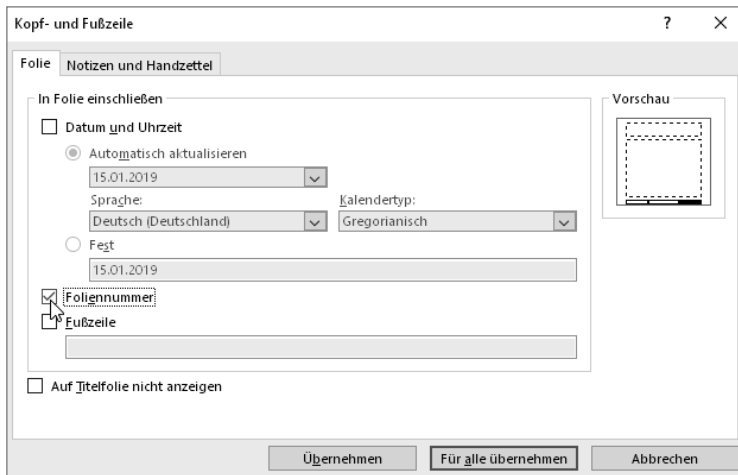 Kopf- und Fußzeile ? ×
Folie Notizen und Handzettel
In Folie einschließen Vorschau
Datum und Uhrzeit
Automatisch aktualisieren
15.01.2019
Sprache: Kalendertyp:
Deutsch (Deutschland) Gregorianisch
Fest
15.01.2019
Foliennummer
Fußzeile
Auf Titelfolie nicht anzeigen
Übernehmen Für alle übernehmen Abbrechen